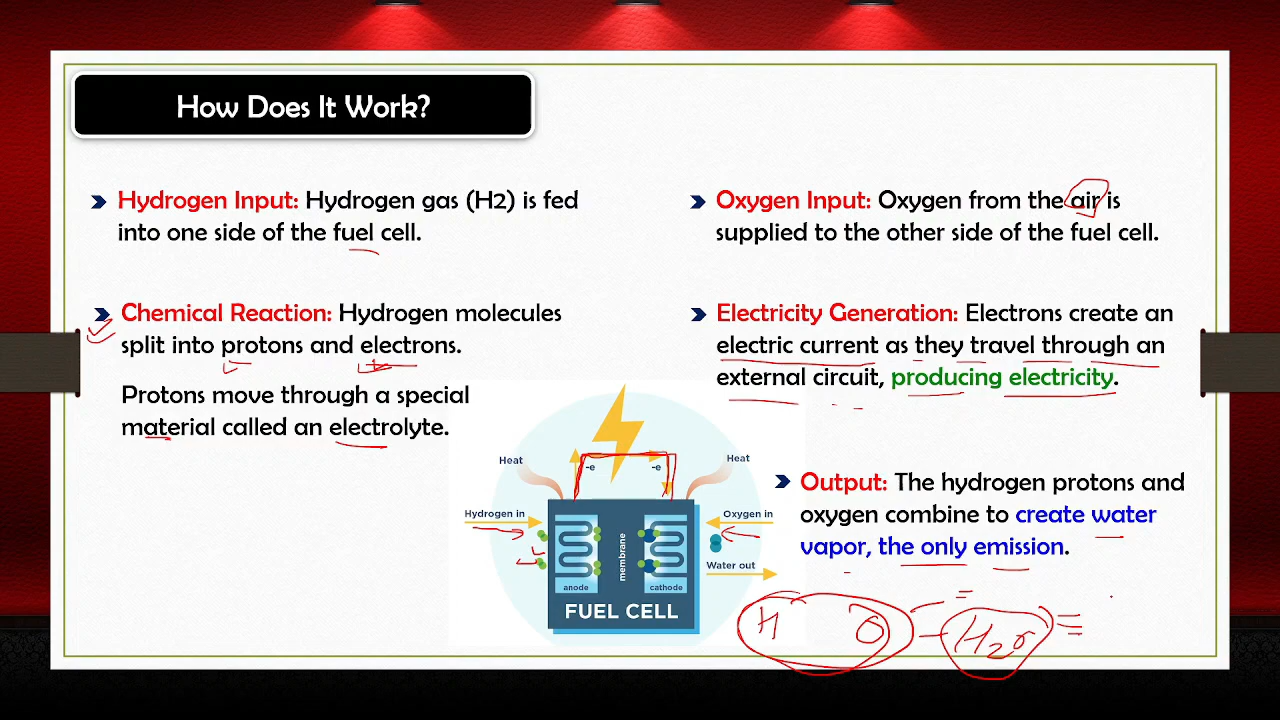 How Does It Work?
Hydrogen Input: Hydrogen gas (H2) is fed
into one side of the fuel cell.
Chemical Reaction: Hydrogen molecules
split into protons and electrons.
Protons move through a special
material called an electrolyte.
Oxygen Input: Oxygen from the air is
supplied to the other side of the fuel cell.
Electricity Generation: Electrons create an
electric current as they travel through an
external circuit, producing electricity.
Output: The hydrogen protons and
oxygen combine to create water
vapor, the only emission.
Heat
-e
-e
Heat
Hydrogen in
Oxygen in
membrane
Water out
anode
cathode
FUEL CELL
H O - H2O =